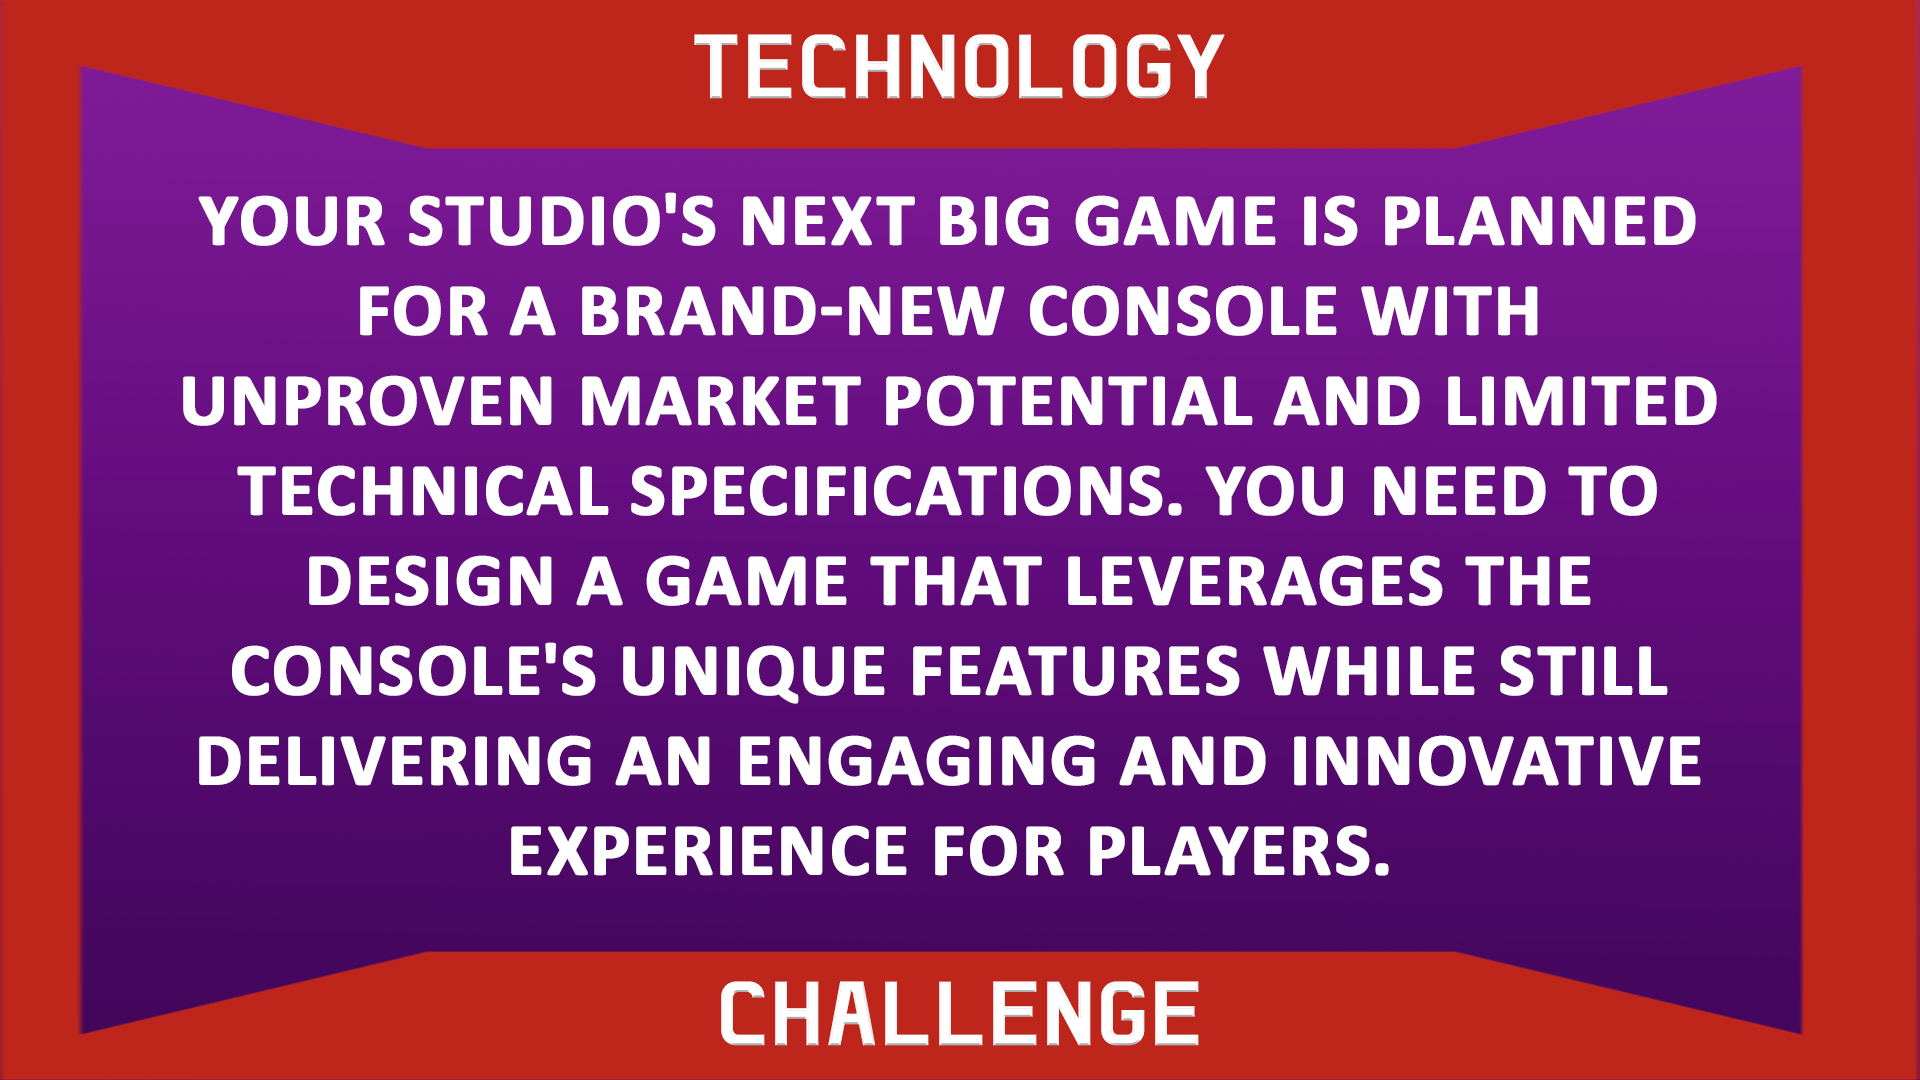 TECHNOLOGY
YOUR STUDIO'S NEXT BIG GAME IS PLANNED
FOR A BRAND-NEW CONSOLE WITH
UNPROVEN MARKET POTENTIAL AND LIMITED
TECHNICAL SPECIFICATIONS. YOU NEED TO
DESIGN A GAME THAT LEVERAGES THE
CONSOLE'S UNIQUE FEATURES WHILE STILL
DELIVERING AN ENGAGING AND INNOVATIVE
EXPERIENCE FOR PLAYERS.
CHALLENGE